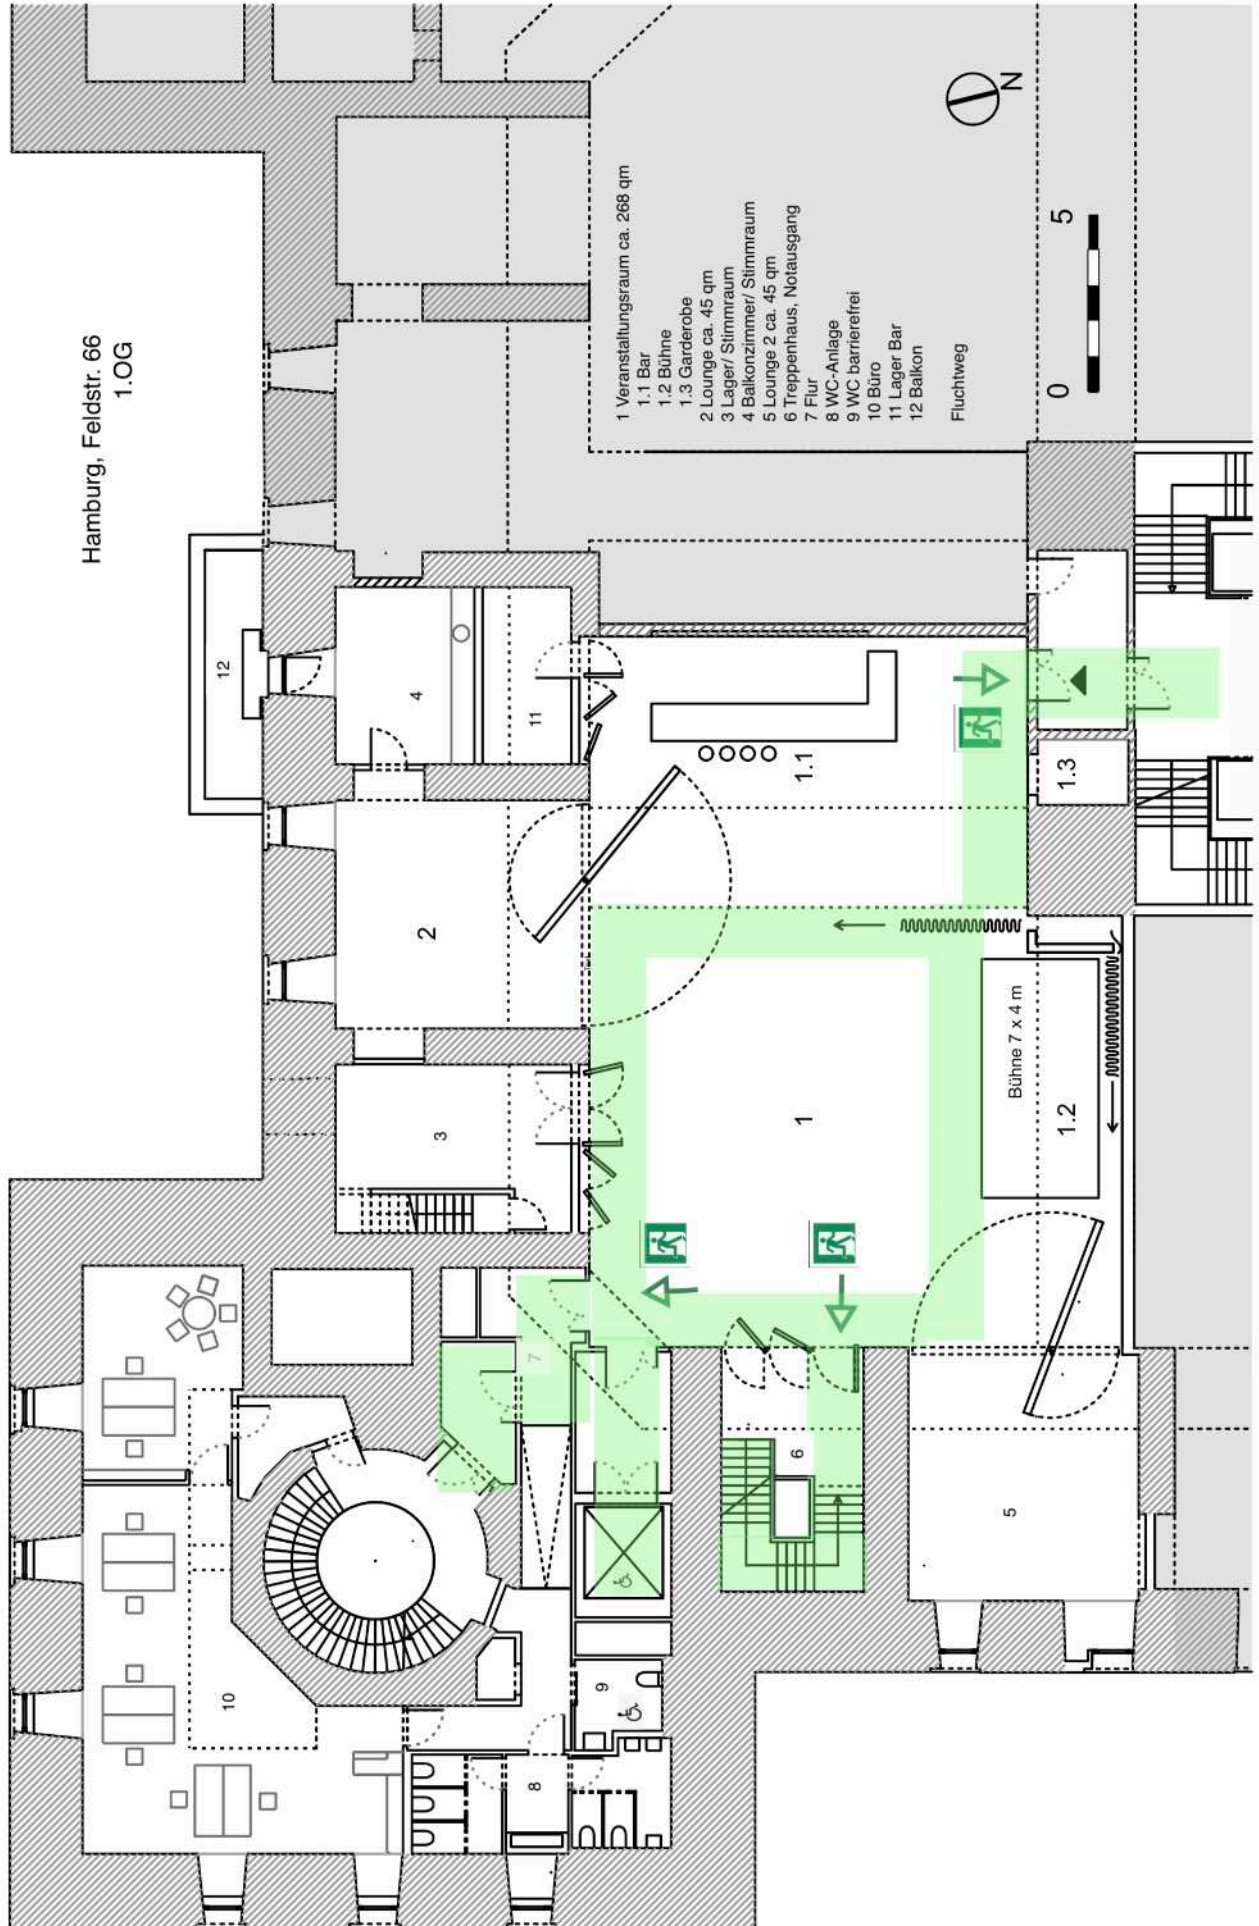 Hamburg, Feldstr. 66
1.OG
1 Veranstaltungsraum ca. 268 qm
1.1 Bar
1.2 Bühne
1.3 Garderobe
2 Lounge ca. 45 qm
3 Lager/ Stimmraum
4 Balkonzimmer/ Stimmraum
5 Lounge 2 ca. 45 qm
6 Treppenhaus, Notausgang
7 Flur
8 WC-Anlage
9 WC barrierefrei
10 Büro
11 Lager Bar
12 Balkon
Fluchtweg
N
0 5
12
4
11
1.1
1.3
2
3
1
Bühne 7 x 4 m
1.2
7
6
5
10
9
8